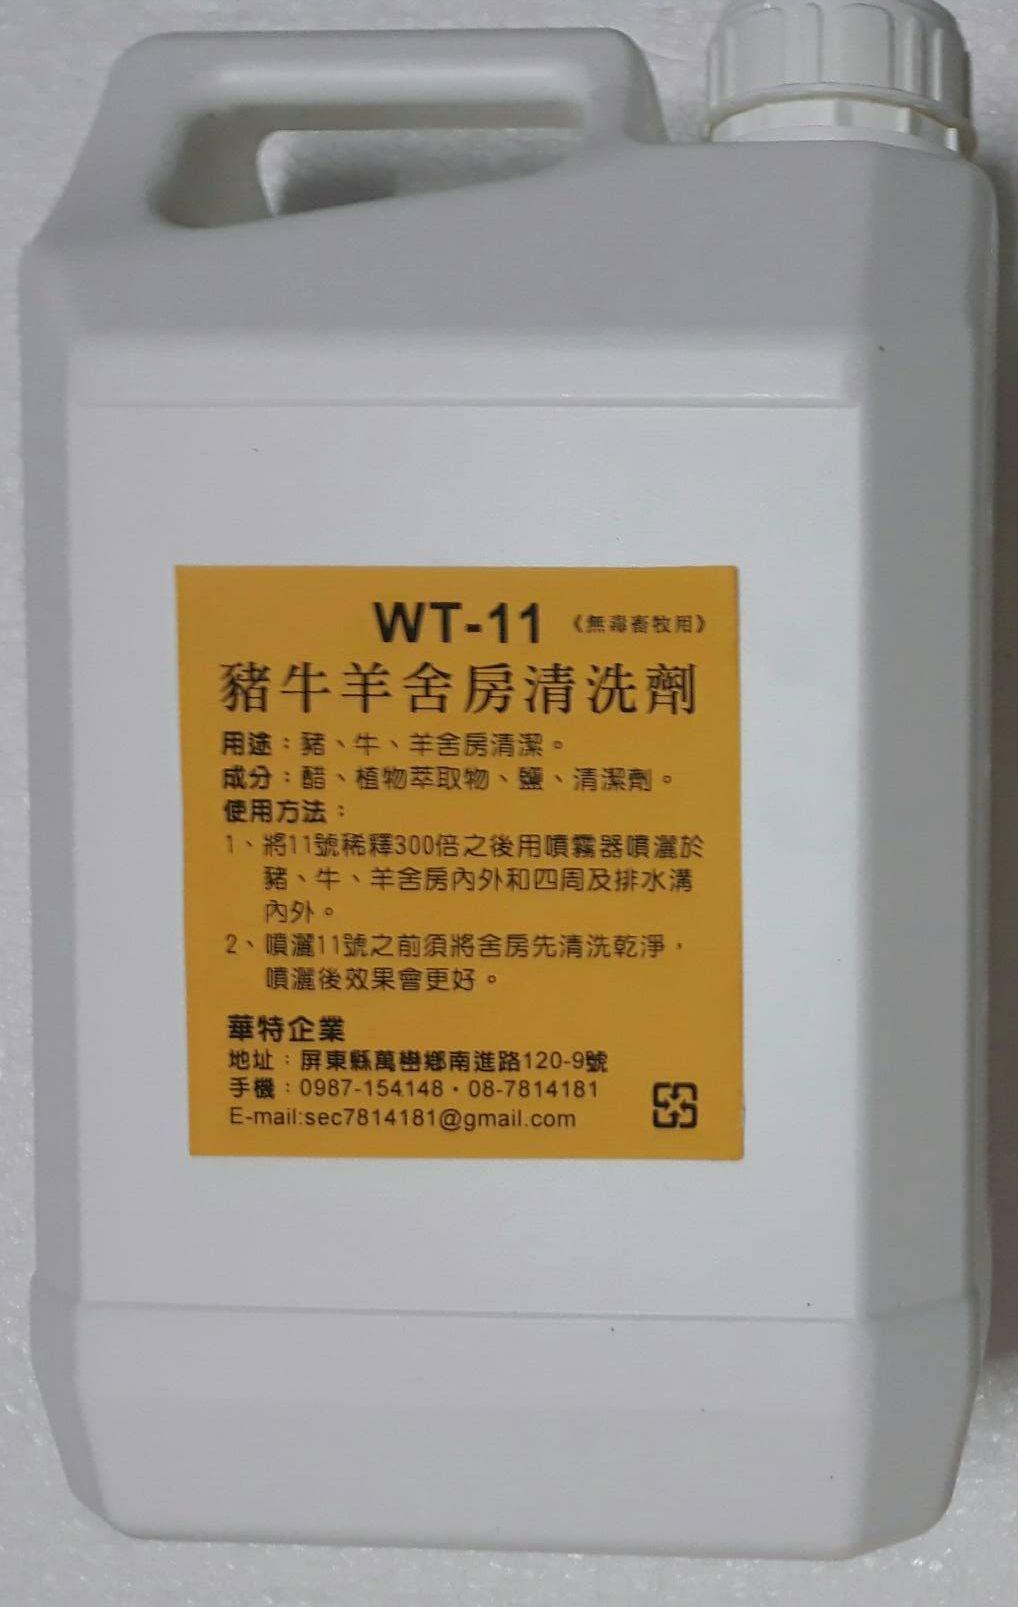 WT-11 《無毒畜牧用》
豬牛羊舍房清洗劑
用途：豬、牛、羊舍房清潔。
成分：醋、植物萃取物、鹽、清潔劑。
使用方法：
1、將11號稀釋300倍之後用噴霧器噴灑於
豬、牛、羊舍房內外和四周及排水溝
內外。
2、噴灑11號之前須將舍房先清洗乾淨，
噴灑後效果會更好。
華特企業
地址：屏東縣萬巒鄉南進路120-9號
手機：0987-154148・08-7814181
E-mail:sec7814181@gmail.com